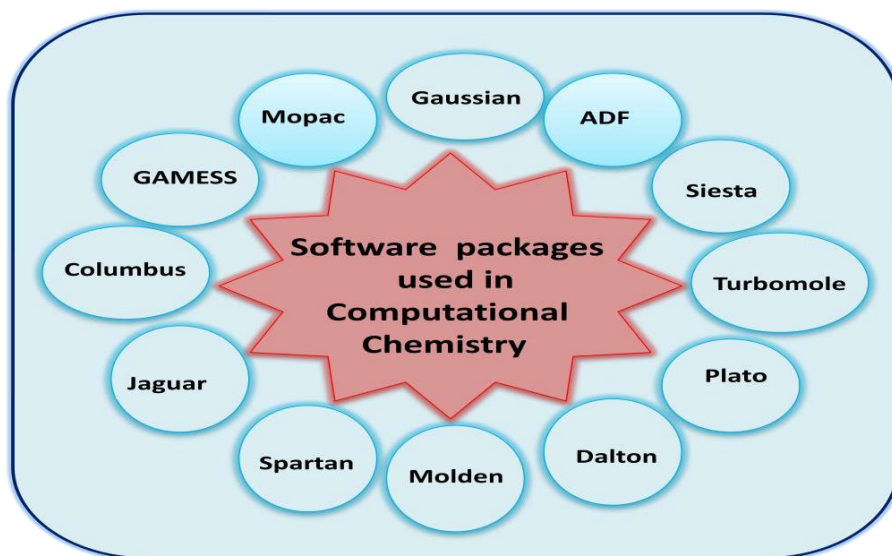 Gaussian
ADF
Siesta
Turbomole
Plato
Dalton
Molden
Spartan
Jaguar
Columbus
GAMESS
Mopac
Software packages
used in
Computational
Chemistry